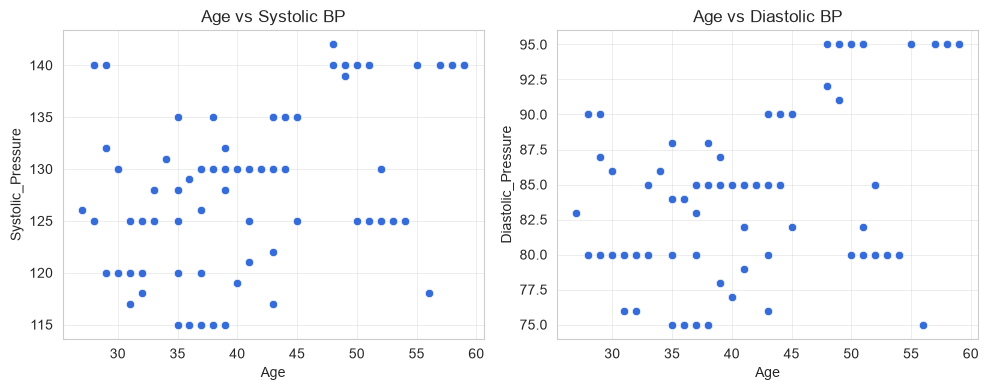 Age vs Systolic BP
Systolic_Pressure
140
135
130
125
120
115
30 35 40 45 50 55 60
Age
Age vs Diastolic BP
Diastolic_Pressure
95.0
92.5
90.0
87.5
85.0
82.5
80.0
77.5
75.0
30 35 40 45 50 55 60
Age